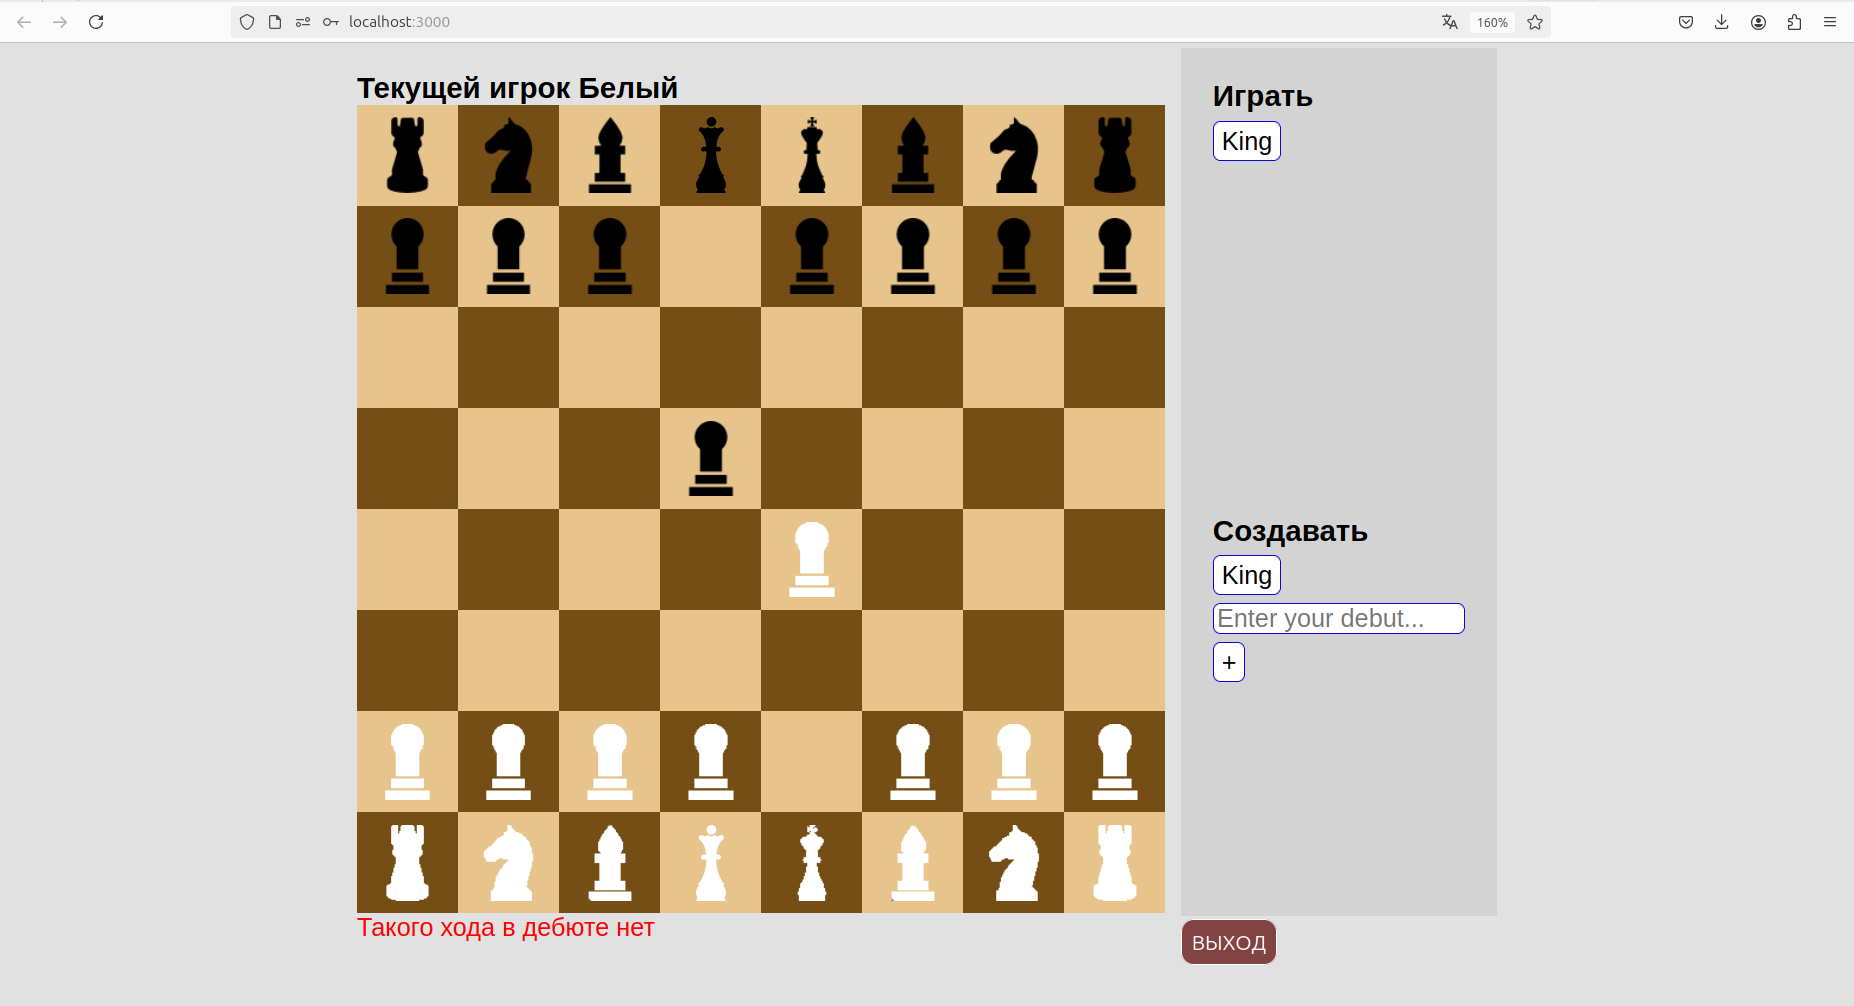 localhost:3000
160%
Текущей игрок Белый
Играть
King
Создавать
King
Enter your debut...
+
Такого хода в дебюте нет
ВЫХОД